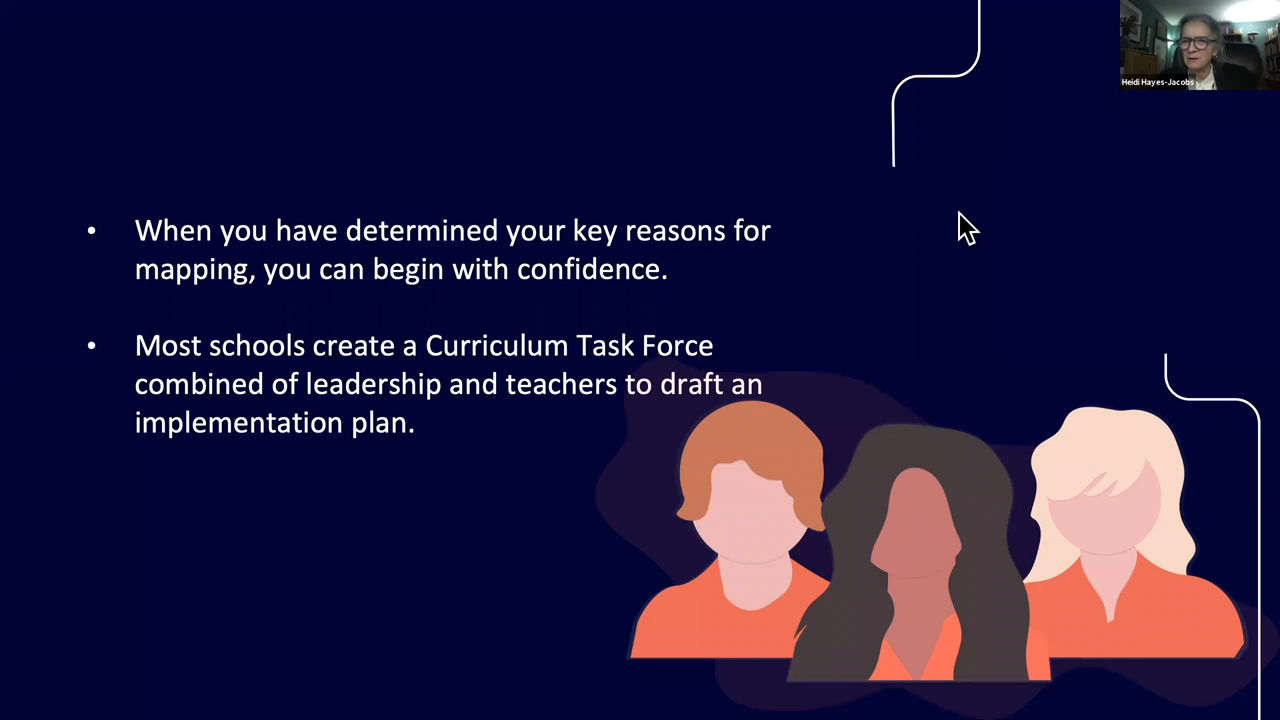 Heidi Hayes-Jacobs
• When you have determined your key reasons for
mapping, you can begin with confidence.
• Most schools create a Curriculum Task Force
combined of leadership and teachers to draft an
implementation plan.